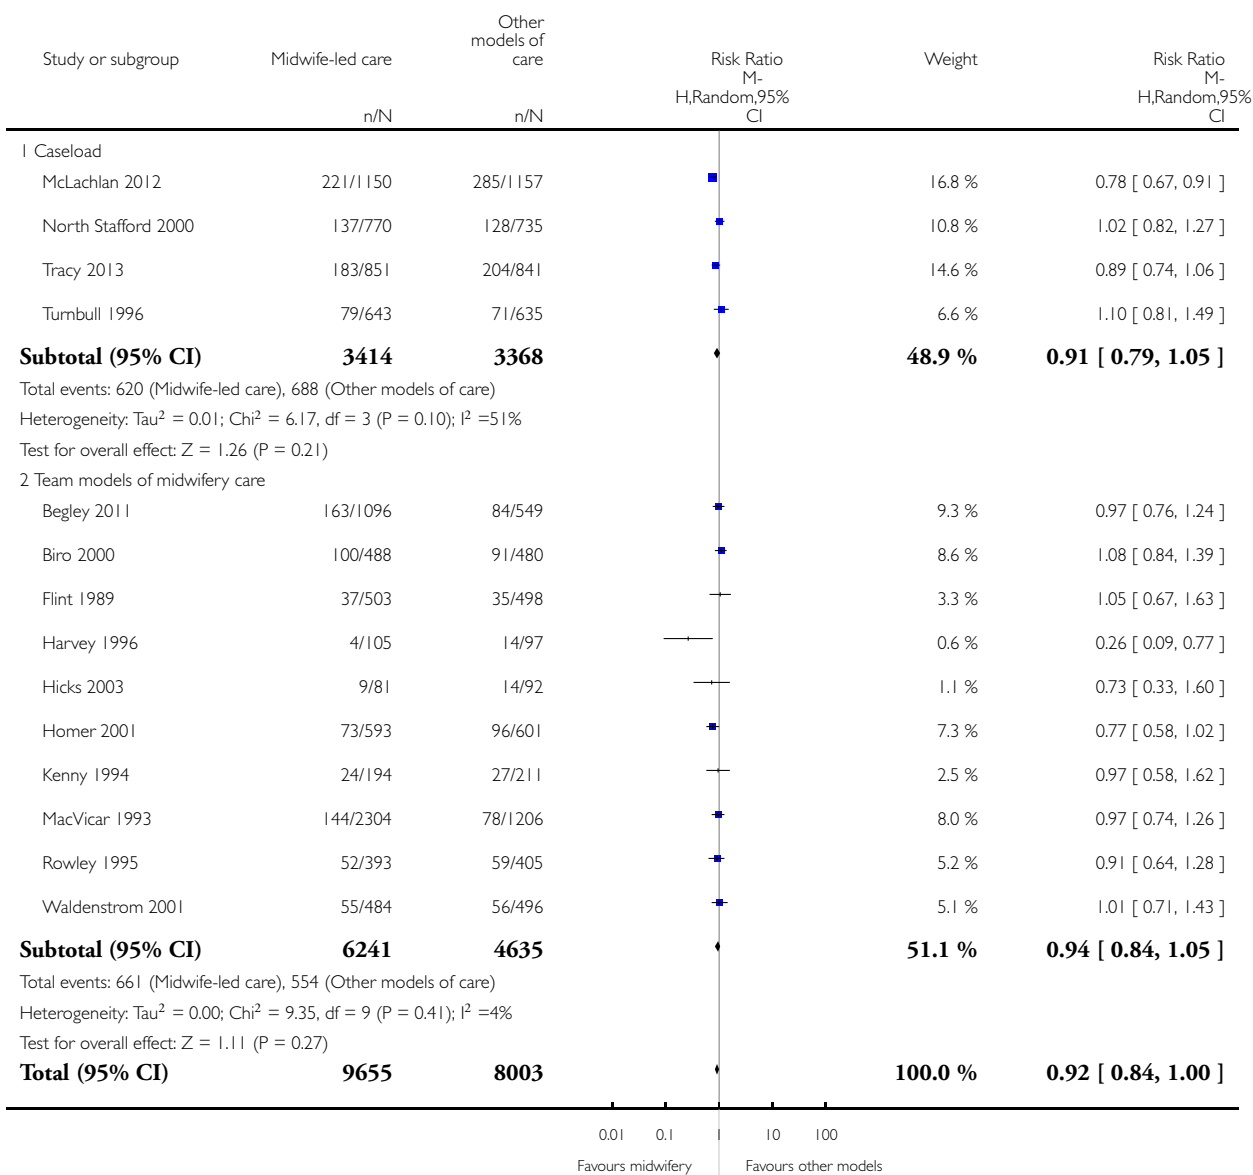 Study or subgroup Midwife-led care Other models of care Risk Ratio Weight Risk Ratio
n/N n/N M-H,Random,95% CI M-H,Random,95% CI
1 Caseload
McLachlan 2012 221/1150 285/1157 16.8 % 0.78 [ 0.67, 0.91 ]
North Stafford 2000 137/770 128/735 10.8 % 1.02 [ 0.82, 1.27 ]
Tracy 2013 183/851 204/841 14.6 % 0.89 [ 0.74, 1.06 ]
Turnbull 1996 79/643 71/635 6.6 % 1.10 [ 0.81, 1.49 ]
Subtotal (95% CI) 3414 3368 48.9 % 0.91 [ 0.79, 1.05 ]
Total events: 620 (Midwife-led care), 688 (Other models of care)
Heterogeneity: Tau² = 0.01; Chi² = 6.17, df = 3 (P = 0.10); I² =51%
Test for overall effect: Z = 1.26 (P = 0.21)
2 Team models of midwifery care
Begley 2011 163/1096 84/549 9.3 % 0.97 [ 0.76, 1.24 ]
Biro 2000 100/488 91/480 8.6 % 1.08 [ 0.84, 1.39 ]
Flint 1989 37/503 35/498 3.3 % 1.05 [ 0.67, 1.63 ]
Harvey 1996 4/105 14/97 0.6 % 0.26 [ 0.09, 0.77 ]
Hicks 2003 9/81 14/92 1.1 % 0.73 [ 0.33, 1.60 ]
Homer 2001 73/593 96/601 7.3 % 0.77 [ 0.58, 1.02 ]
Kenny 1994 24/194 27/211 2.5 % 0.97 [ 0.58, 1.62 ]
MacVicar 1993 144/2304 78/1206 8.0 % 0.97 [ 0.74, 1.26 ]
Rowley 1995 52/393 59/405 5.2 % 0.91 [ 0.64, 1.28 ]
Waldenstrom 2001 55/484 56/496 5.1 % 1.01 [ 0.71, 1.43 ]
Subtotal (95% CI) 6241 4635 51.1 % 0.94 [ 0.84, 1.05 ]
Total events: 661 (Midwife-led care), 554 (Other models of care)
Heterogeneity: Tau² = 0.00; Chi² = 9.35, df = 9 (P = 0.41); I² =4%
Test for overall effect: Z = 1.11 (P = 0.27)
Total (95% CI) 9655 8003 100.0 % 0.92 [ 0.84, 1.00 ]
0.01 0.1 1 10 100
Favours midwifery Favours other models